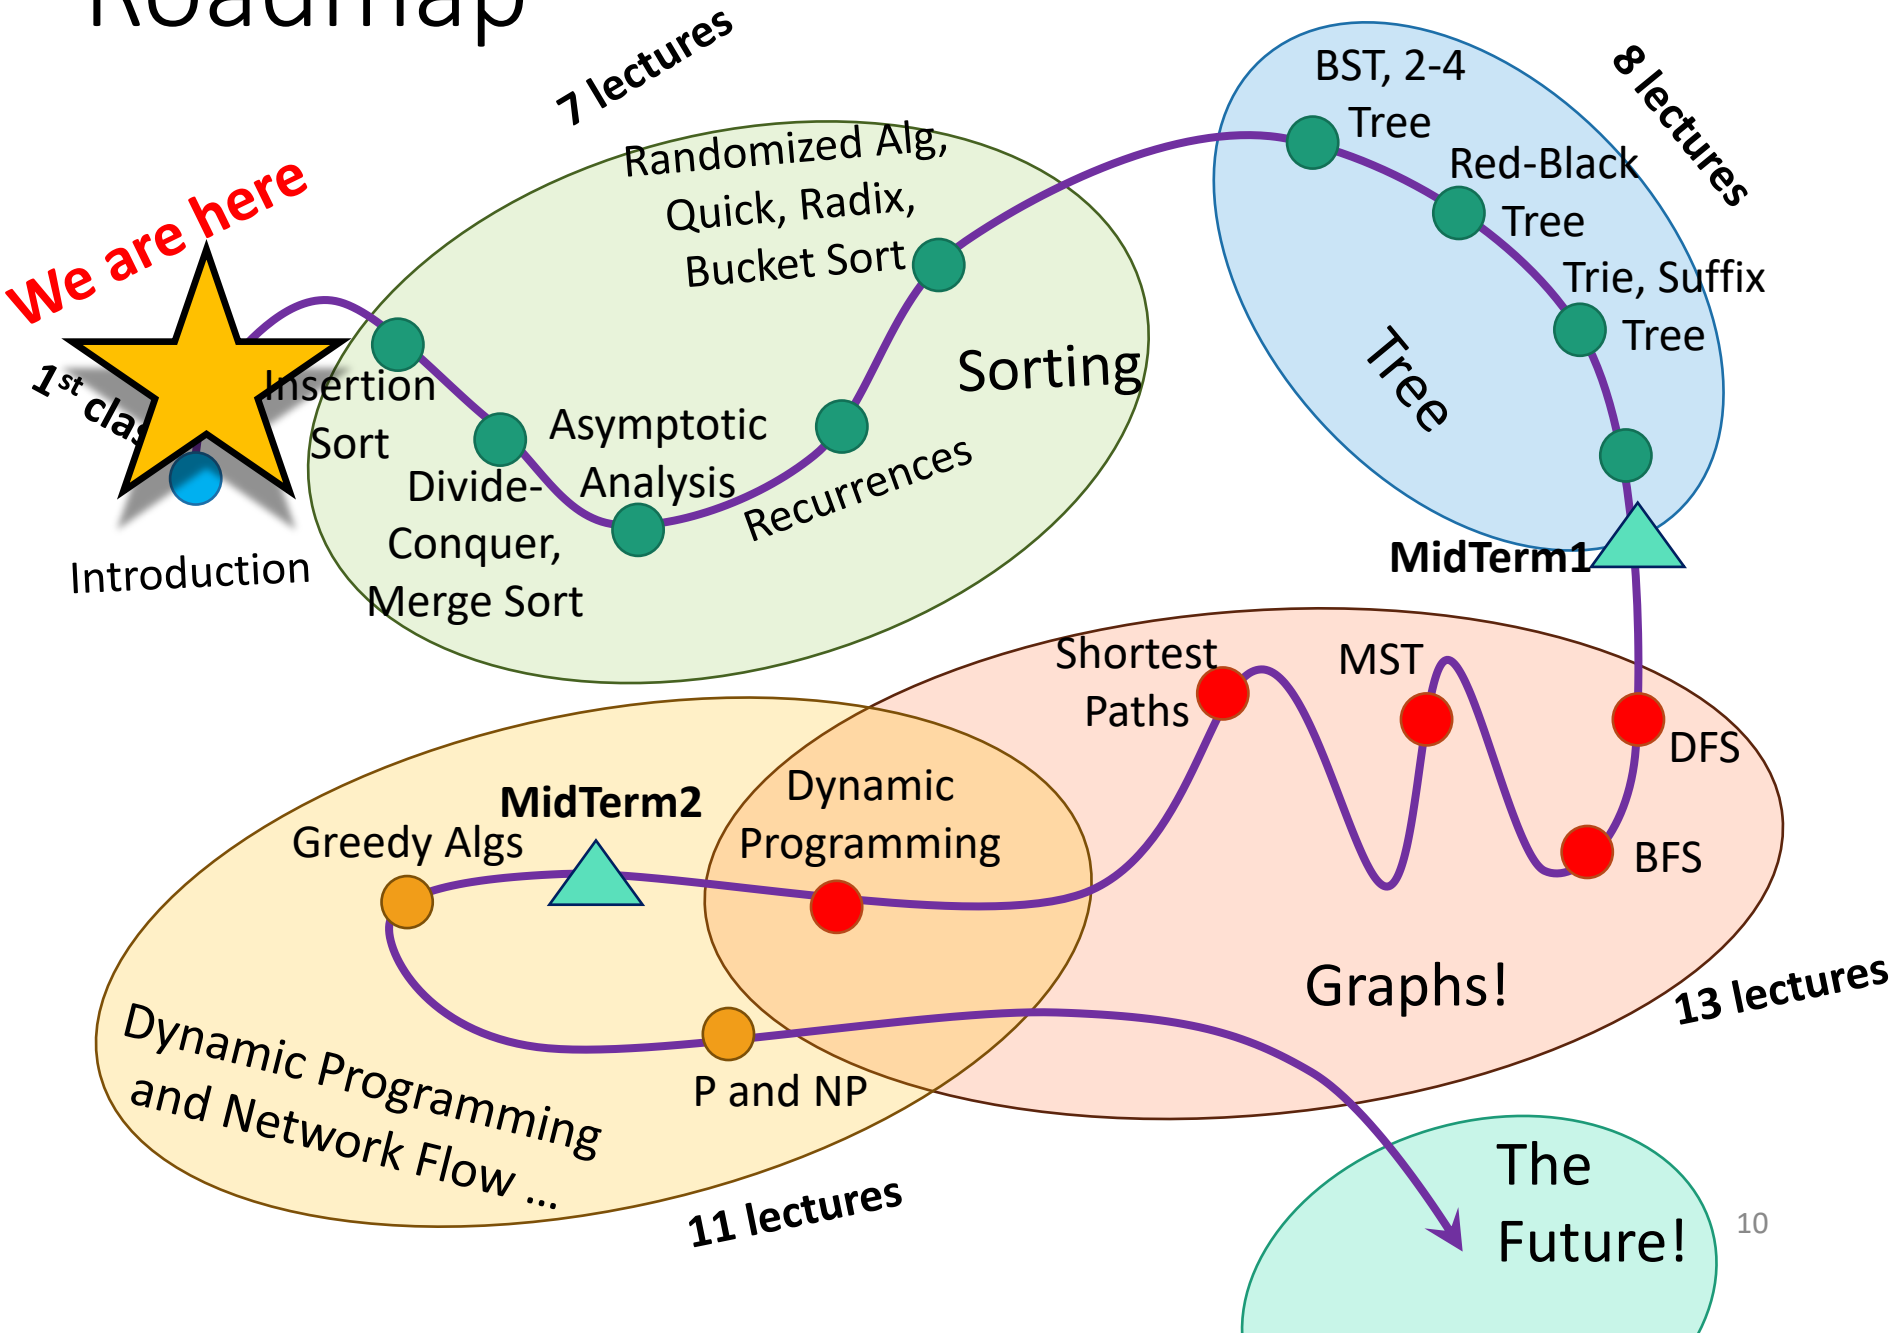 Roadmap
7 lectures
8 lectures
We are here
1st clas
Introduction
Insertion
Sort
Divide-
Conquer,
Merge Sort
Asymptotic
Analysis
Recurrences
Randomized Alg,
Quick, Radix,
Bucket Sort
Sorting
BST, 2-4
Tree
Red-Black
Tree
Trie, Suffix
Tree
Tree
MidTerm1
DFS
BFS
MST
Shortest
Paths
Graphs!
13 lectures
Dynamic
Programming
MidTerm2
Greedy Algs
P and NP
Dynamic Programming
and Network Flow ...
11 lectures
The
Future!
10